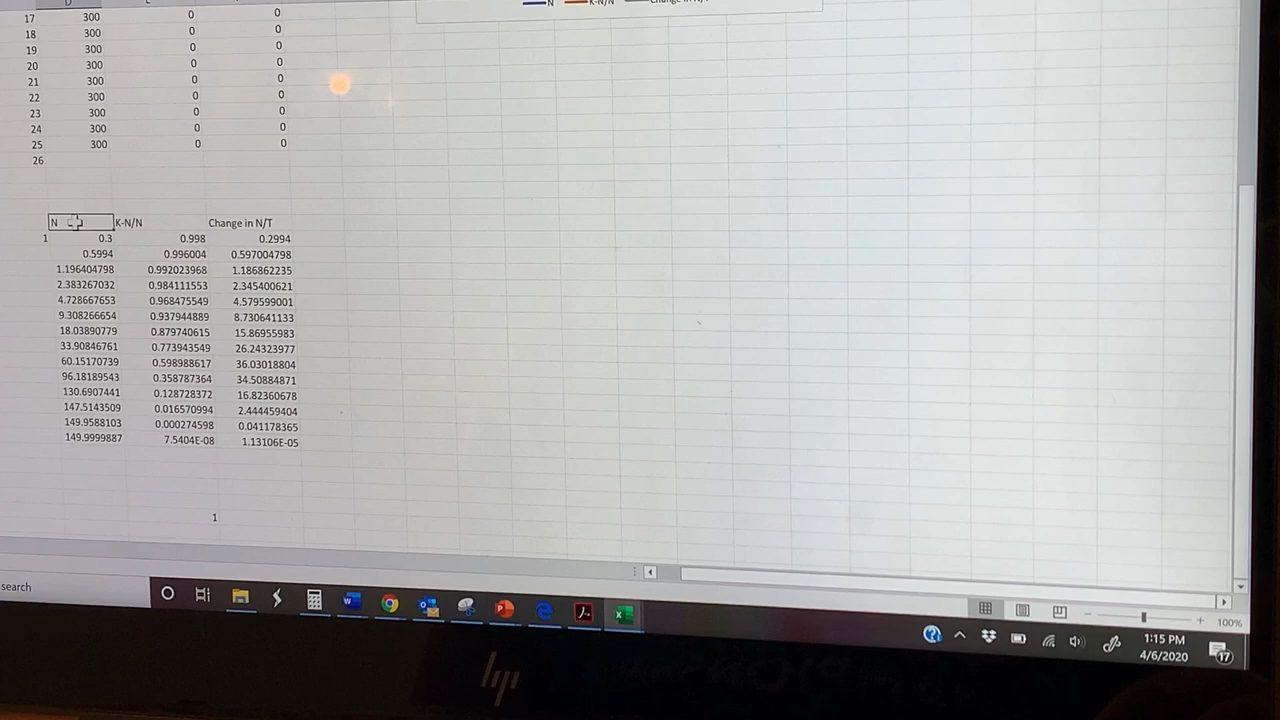 D
N K-N/N Change in N/T
17 300 0 0
18 300 0 0
19 300 0 0
20 300 0 0
21 300 0 0
22 300 0 0
23 300 0 0
24 300 0 0
25 300 0 0
26
N K-N/N Change in N/T
1 0.3 0.998 0.2994
0.5994 0.996004 0.597004798
1.196404798 0.992023968 1.186862235
2.383267032 0.984111553 2.345400621
4.728667653 0.968475549 4.579599001
9.308266654 0.937944889 8.730641133
18.03890779 0.879740615 15.86955983
33.90846761 0.773943549 26.24323977
60.15170739 0.598988617 36.03018804
96.18189543 0.358787364 34.50884871
130.6907441 0.128728372 16.82360678
147.5143509 0.016570994 2.444459404
149.9588103 0.000274598 0.041178365
149.9999887 7.5404E-08 1.13106E-05
1
search
100%
1:15 PM
4/6/2020
17
hp